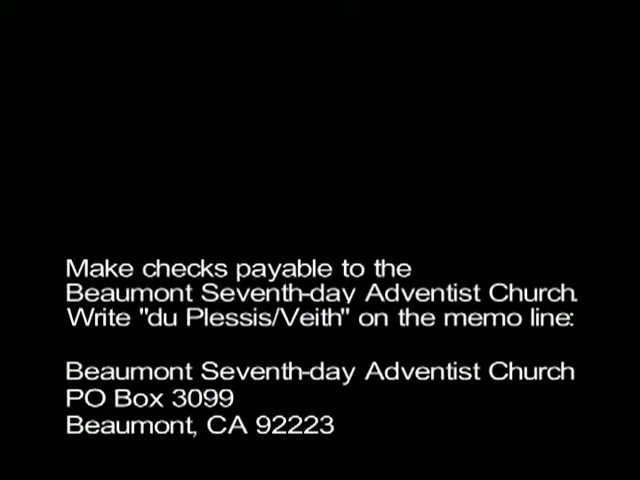 Make checks payable to the
Beaumont Seventh-day Adventist Church.
Write "du Plessis/Veith" on the memo line:
Beaumont Seventh-day Adventist Church
PO Box 3099
Beaumont, CA 92223